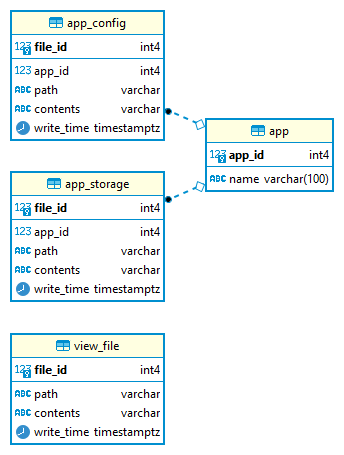 app_config
123 file_id int4
123 app_id int4
ABC path varchar
ABC contents varchar
write_time timestamptz
app
123 app_id int4
ABC name varchar(100)
app_storage
123 file_id int4
123 app_id int4
ABC path varchar
ABC contents varchar
write_time timestamptz
view_file
123 file_id int4
ABC path varchar
ABC contents varchar
write_time timestamptz